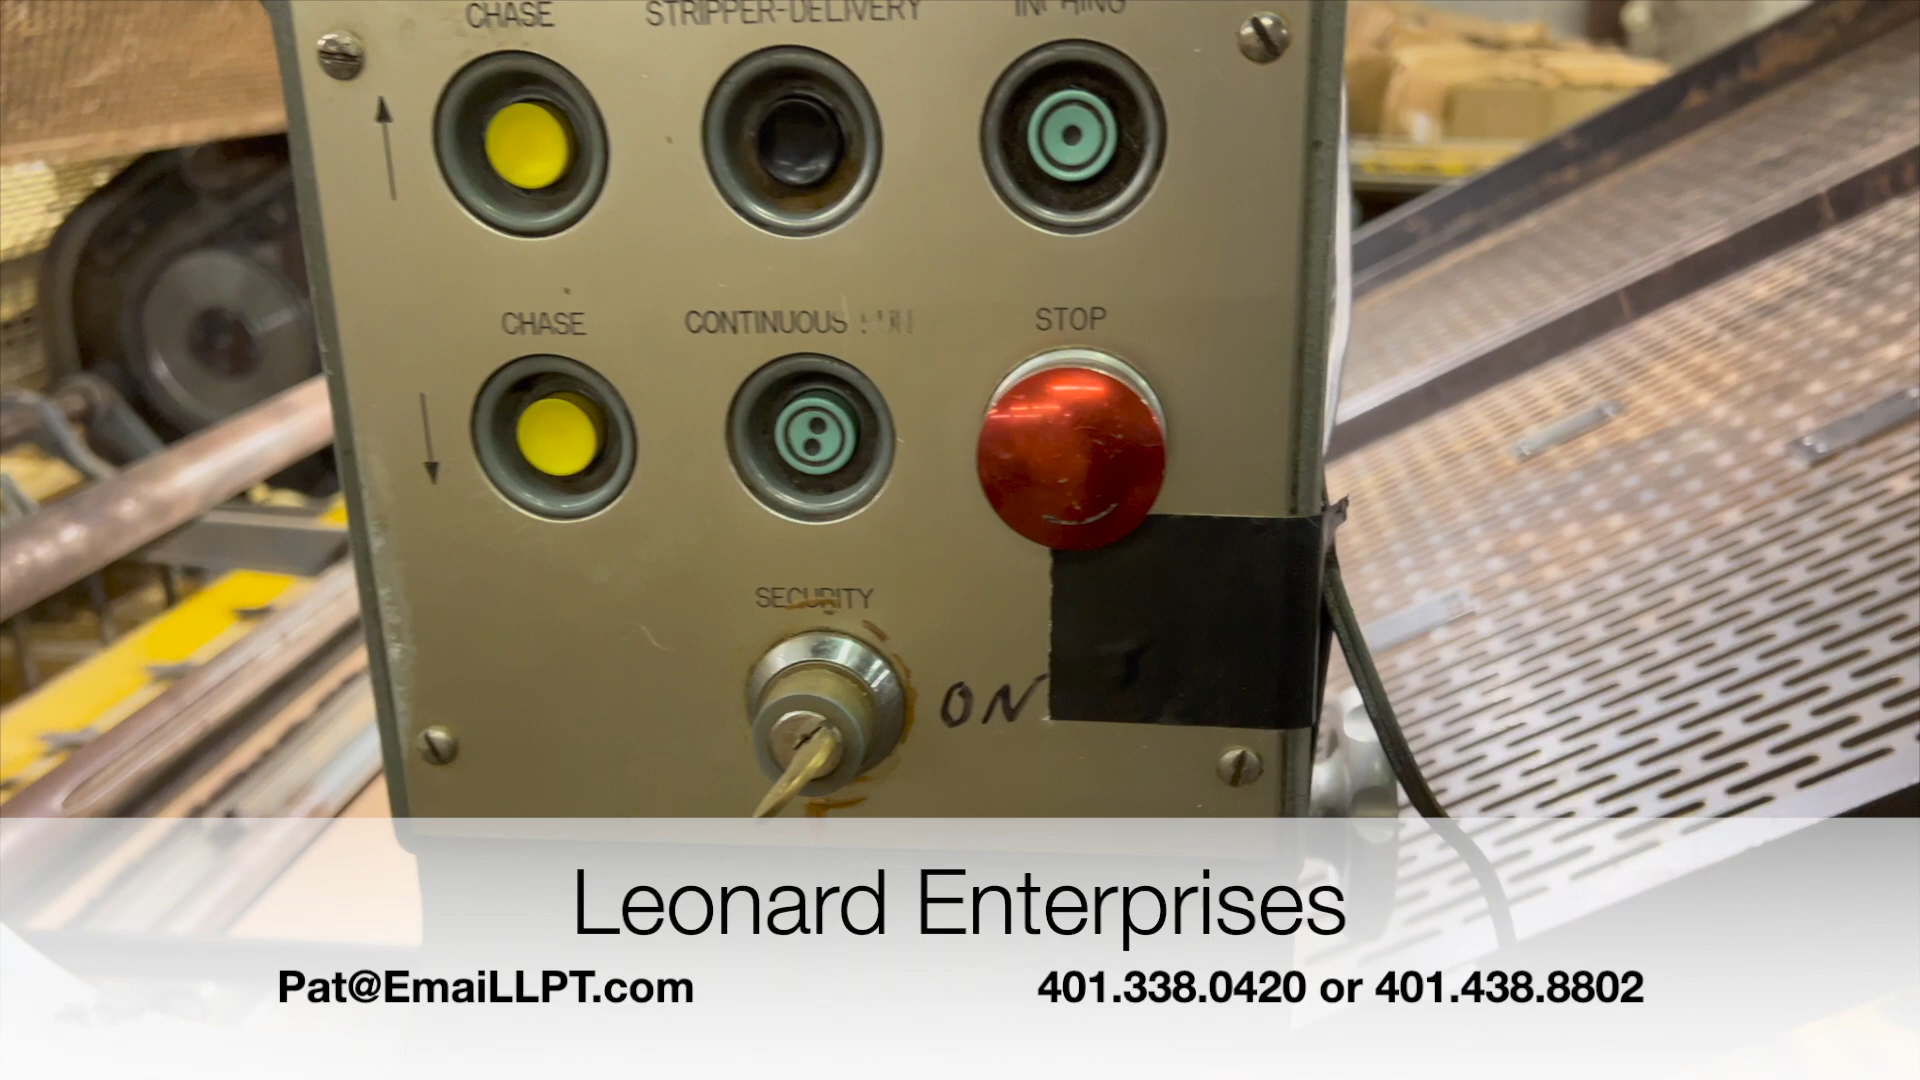 CHASE
STRIPPER-DELIVERY
CHASE
CONTINUOUS
STOP
SECURITY
ON
Leonard Enterprises
Pat@EmaiLLPT.com
401.338.0420 or 401.438.8802